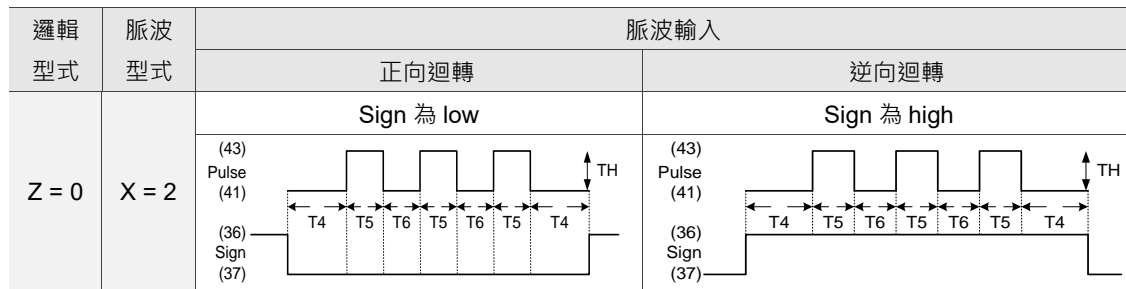 邏輯型式
脈波型式
脈波輸入
正向迴轉
逆向迴轉
Z = 0
X = 2
Sign 為 low
Sign 為 high
(43)
Pulse
(41)
TH
T4 T5 T6 T5 T6 T5 T4
(36)
Sign
(37)
(43)
Pulse
(41)
TH
T4 T5 T6 T5 T6 T5 T4
(36)
Sign
(37)